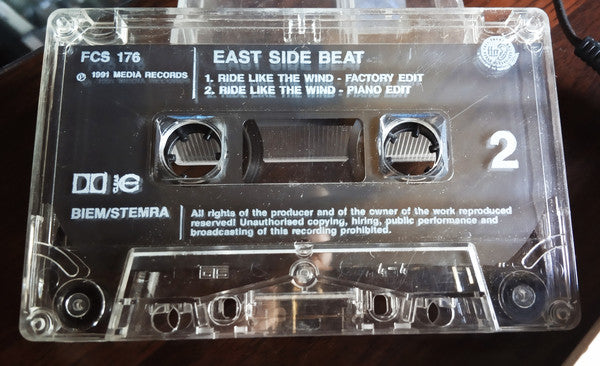 FCS 176
EAST SIDE BEAT
℗ 1991 MEDIA RECORDS
1. RIDE LIKE THE WIND - FACTORY EDIT
2. RIDE LIKE THE WIND - PIANO EDIT
2
BIEM/STEMRA
All rights of the producer and of the owner of the work reproduced
reserved! Unauthorised copying, hiring, public performance and
broadcasting of this recording prohibited.